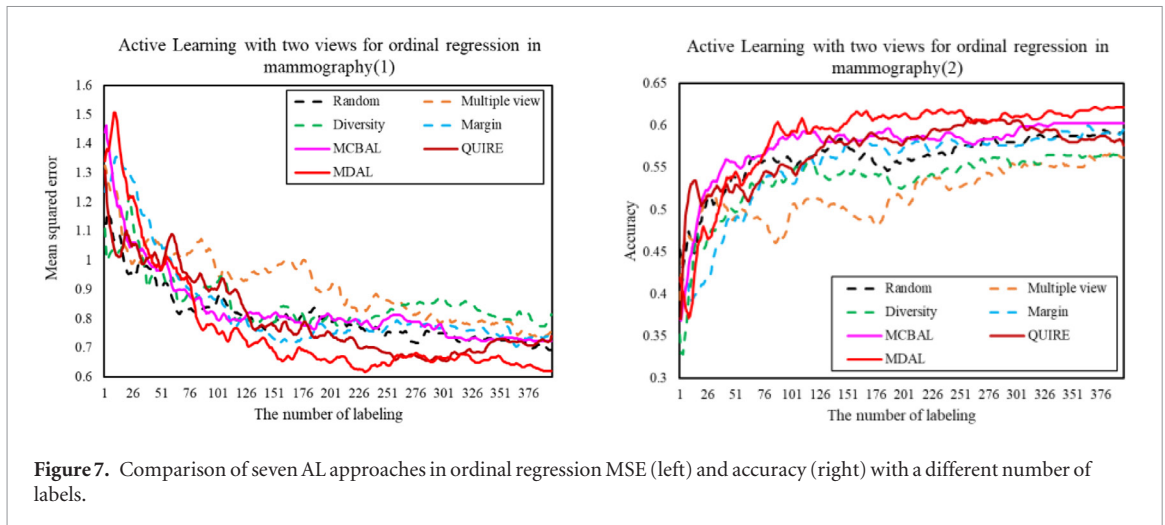 Active Learning with two views for ordinal regression in
mammography(1)
Mean squared error
1.6
1.5
1.4
1.3
1.2
1.1
1
0.9
0.8
0.7
0.6
Random
Multiple view
Diversity
Margin
MCBAL
QUIRE
MDAL
1 26 51 76 101 126 151 176 201 226 251 276 301 326 351 376
The number of labeling
Active Learning with two views for ordinal regression in
mammography(2)
Accuracy
0.65
0.6
0.55
0.5
0.45
0.4
0.35
0.3
Random
Multiple view
Diversity
Margin
MCBAL
QUIRE
MDAL
1 26 51 76 101 126 151 176 201 226 251 276 301 326 351 376
The number of labeling
Figure 7. Comparison of seven AL approaches in ordinal regression MSE (left) and accuracy (right) with a different number of
labels.